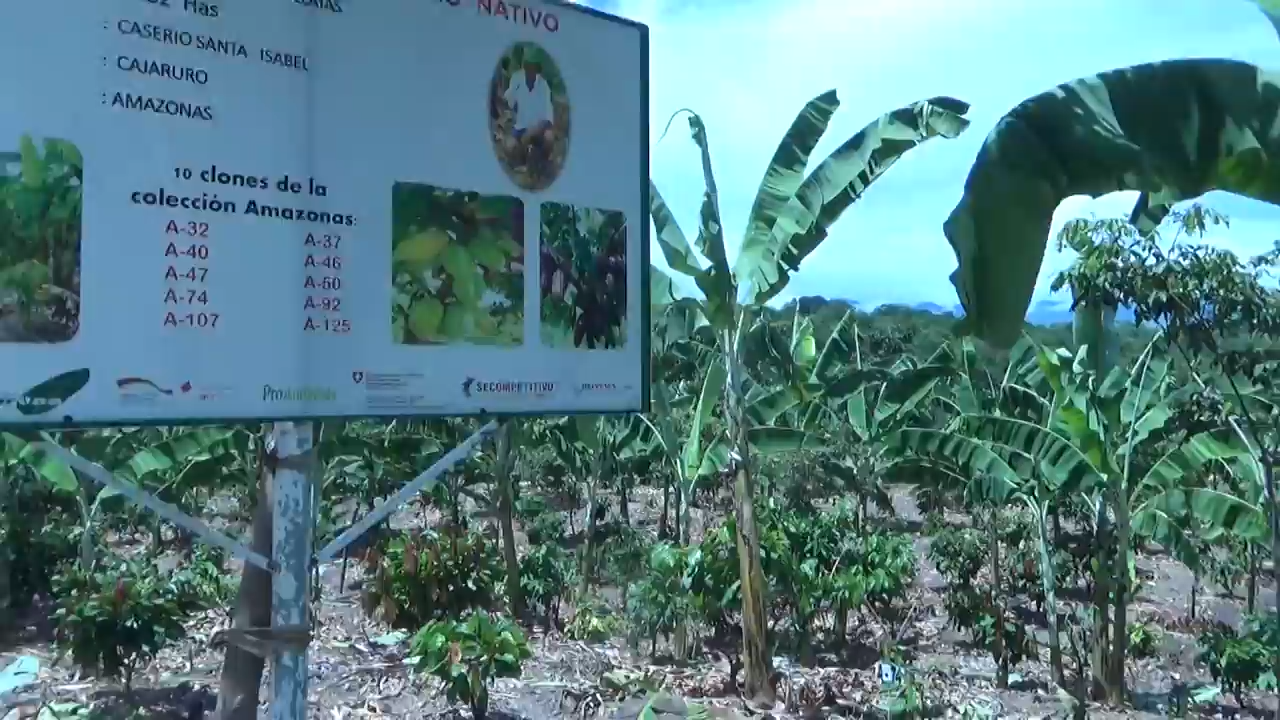 NATIVO
Has
: CASERIO SANTA ISABEL
: CAJARURO
: AMAZONAS
10 clones de la
colección Amazonas:
A-32 A-37
A-40 A-46
A-47 A-50
A-74 A-92
A-107 A-125
SECOMPETITIVO